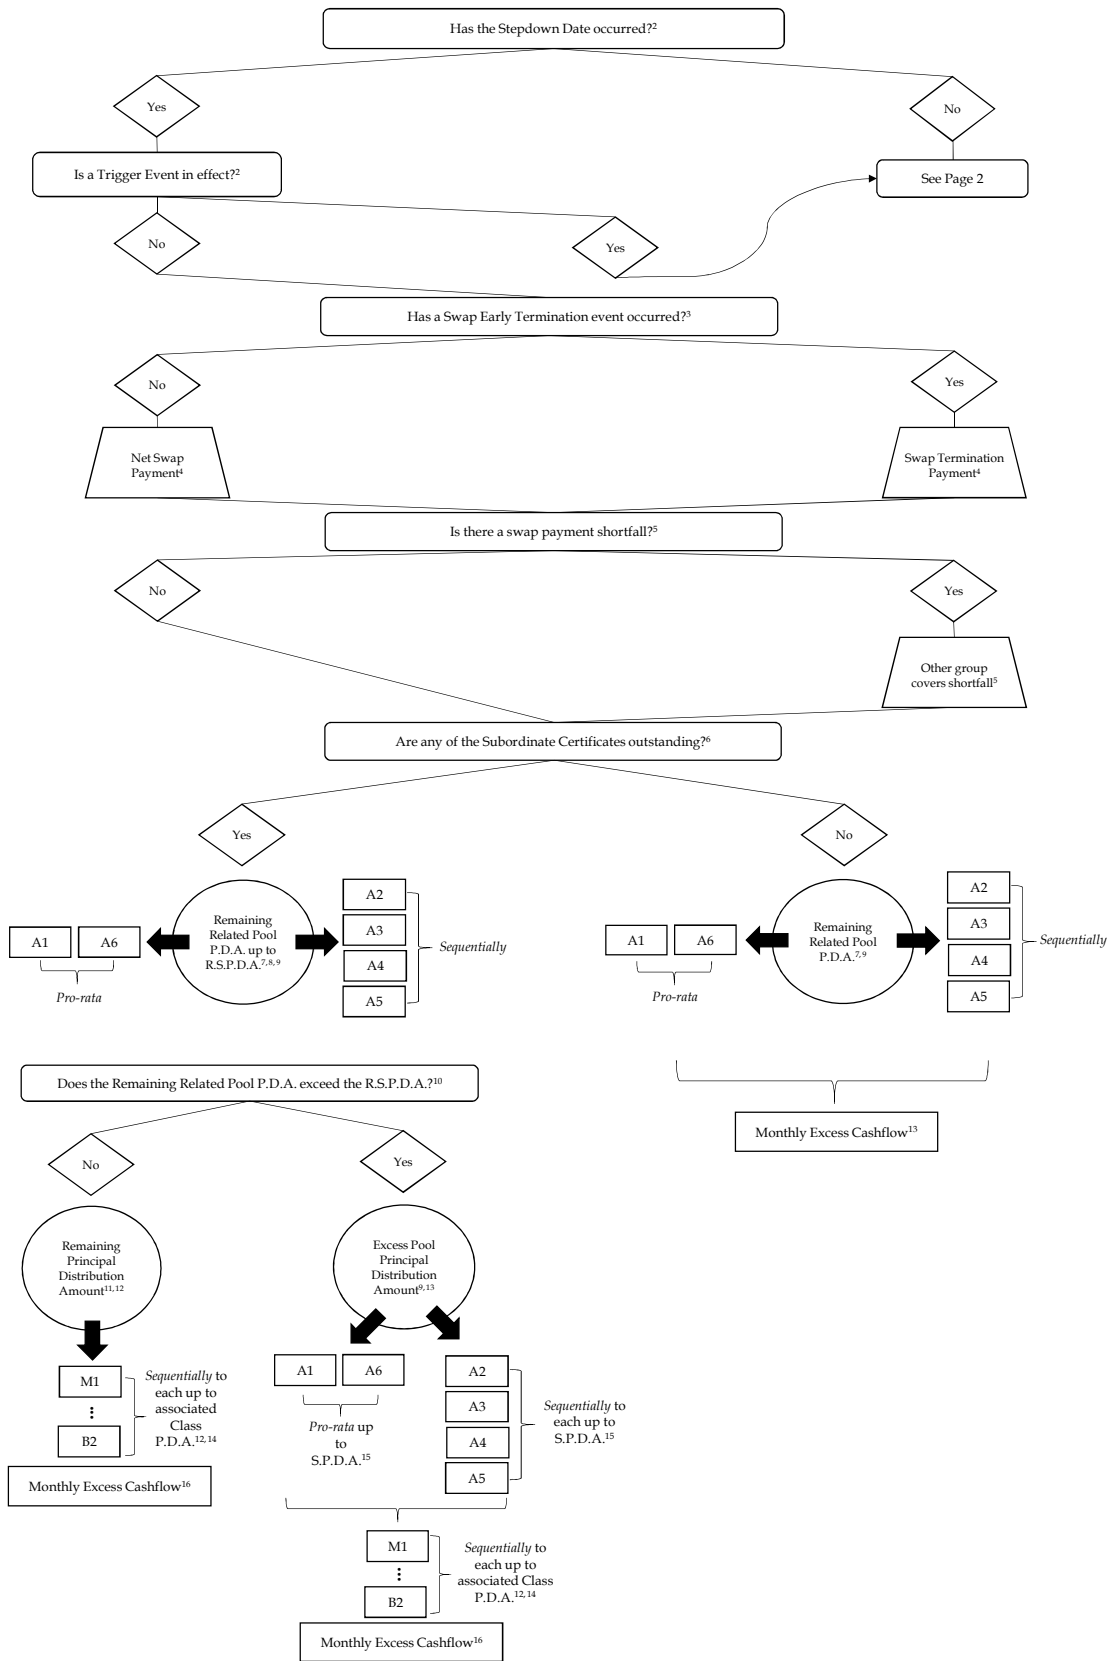 Has the Stepdown Date occurred?²
Yes
No
Is a Trigger Event in effect?²
See Page 2
No
Yes
Has a Swap Early Termination event occurred?³
No
Yes
Net Swap
Payment⁴
Swap Termination
Payment⁴
Is there a swap payment shortfall?⁵
No
Yes
Other group
covers shortfall⁵
Are any of the Subordinate Certificates outstanding?⁶
Yes
No
A1
A6
Pro-rata
Remaining
Related Pool
P.D.A. up to
R.S.P.D.A.⁷,⁸,⁹
A2
A3
A4
A5
Sequentially
A1
A6
Pro-rata
Remaining
Related Pool
P.D.A.⁷,⁹
A2
A3
A4
A5
Sequentially
Monthly Excess Cashflow¹³
Does the Remaining Related Pool P.D.A. exceed the R.S.P.D.A.?¹⁰
No
Yes
Remaining
Principal
Distribution
Amount¹¹,¹²
M1
⋮
B2
Sequentially to
each up to
associated
Class
P.D.A.¹²,¹⁴
Monthly Excess Cashflow¹⁶
Excess Pool
Principal
Distribution
Amount⁹,¹³
A1
A6
Pro-rata up
to
S.P.D.A.¹⁵
A2
A3
A4
A5
Sequentially to
each up to
S.P.D.A.¹⁵
M1
⋮
B2
Sequentially to
each up to
associated Class
P.D.A.¹²,¹⁴
Monthly Excess Cashflow¹⁶